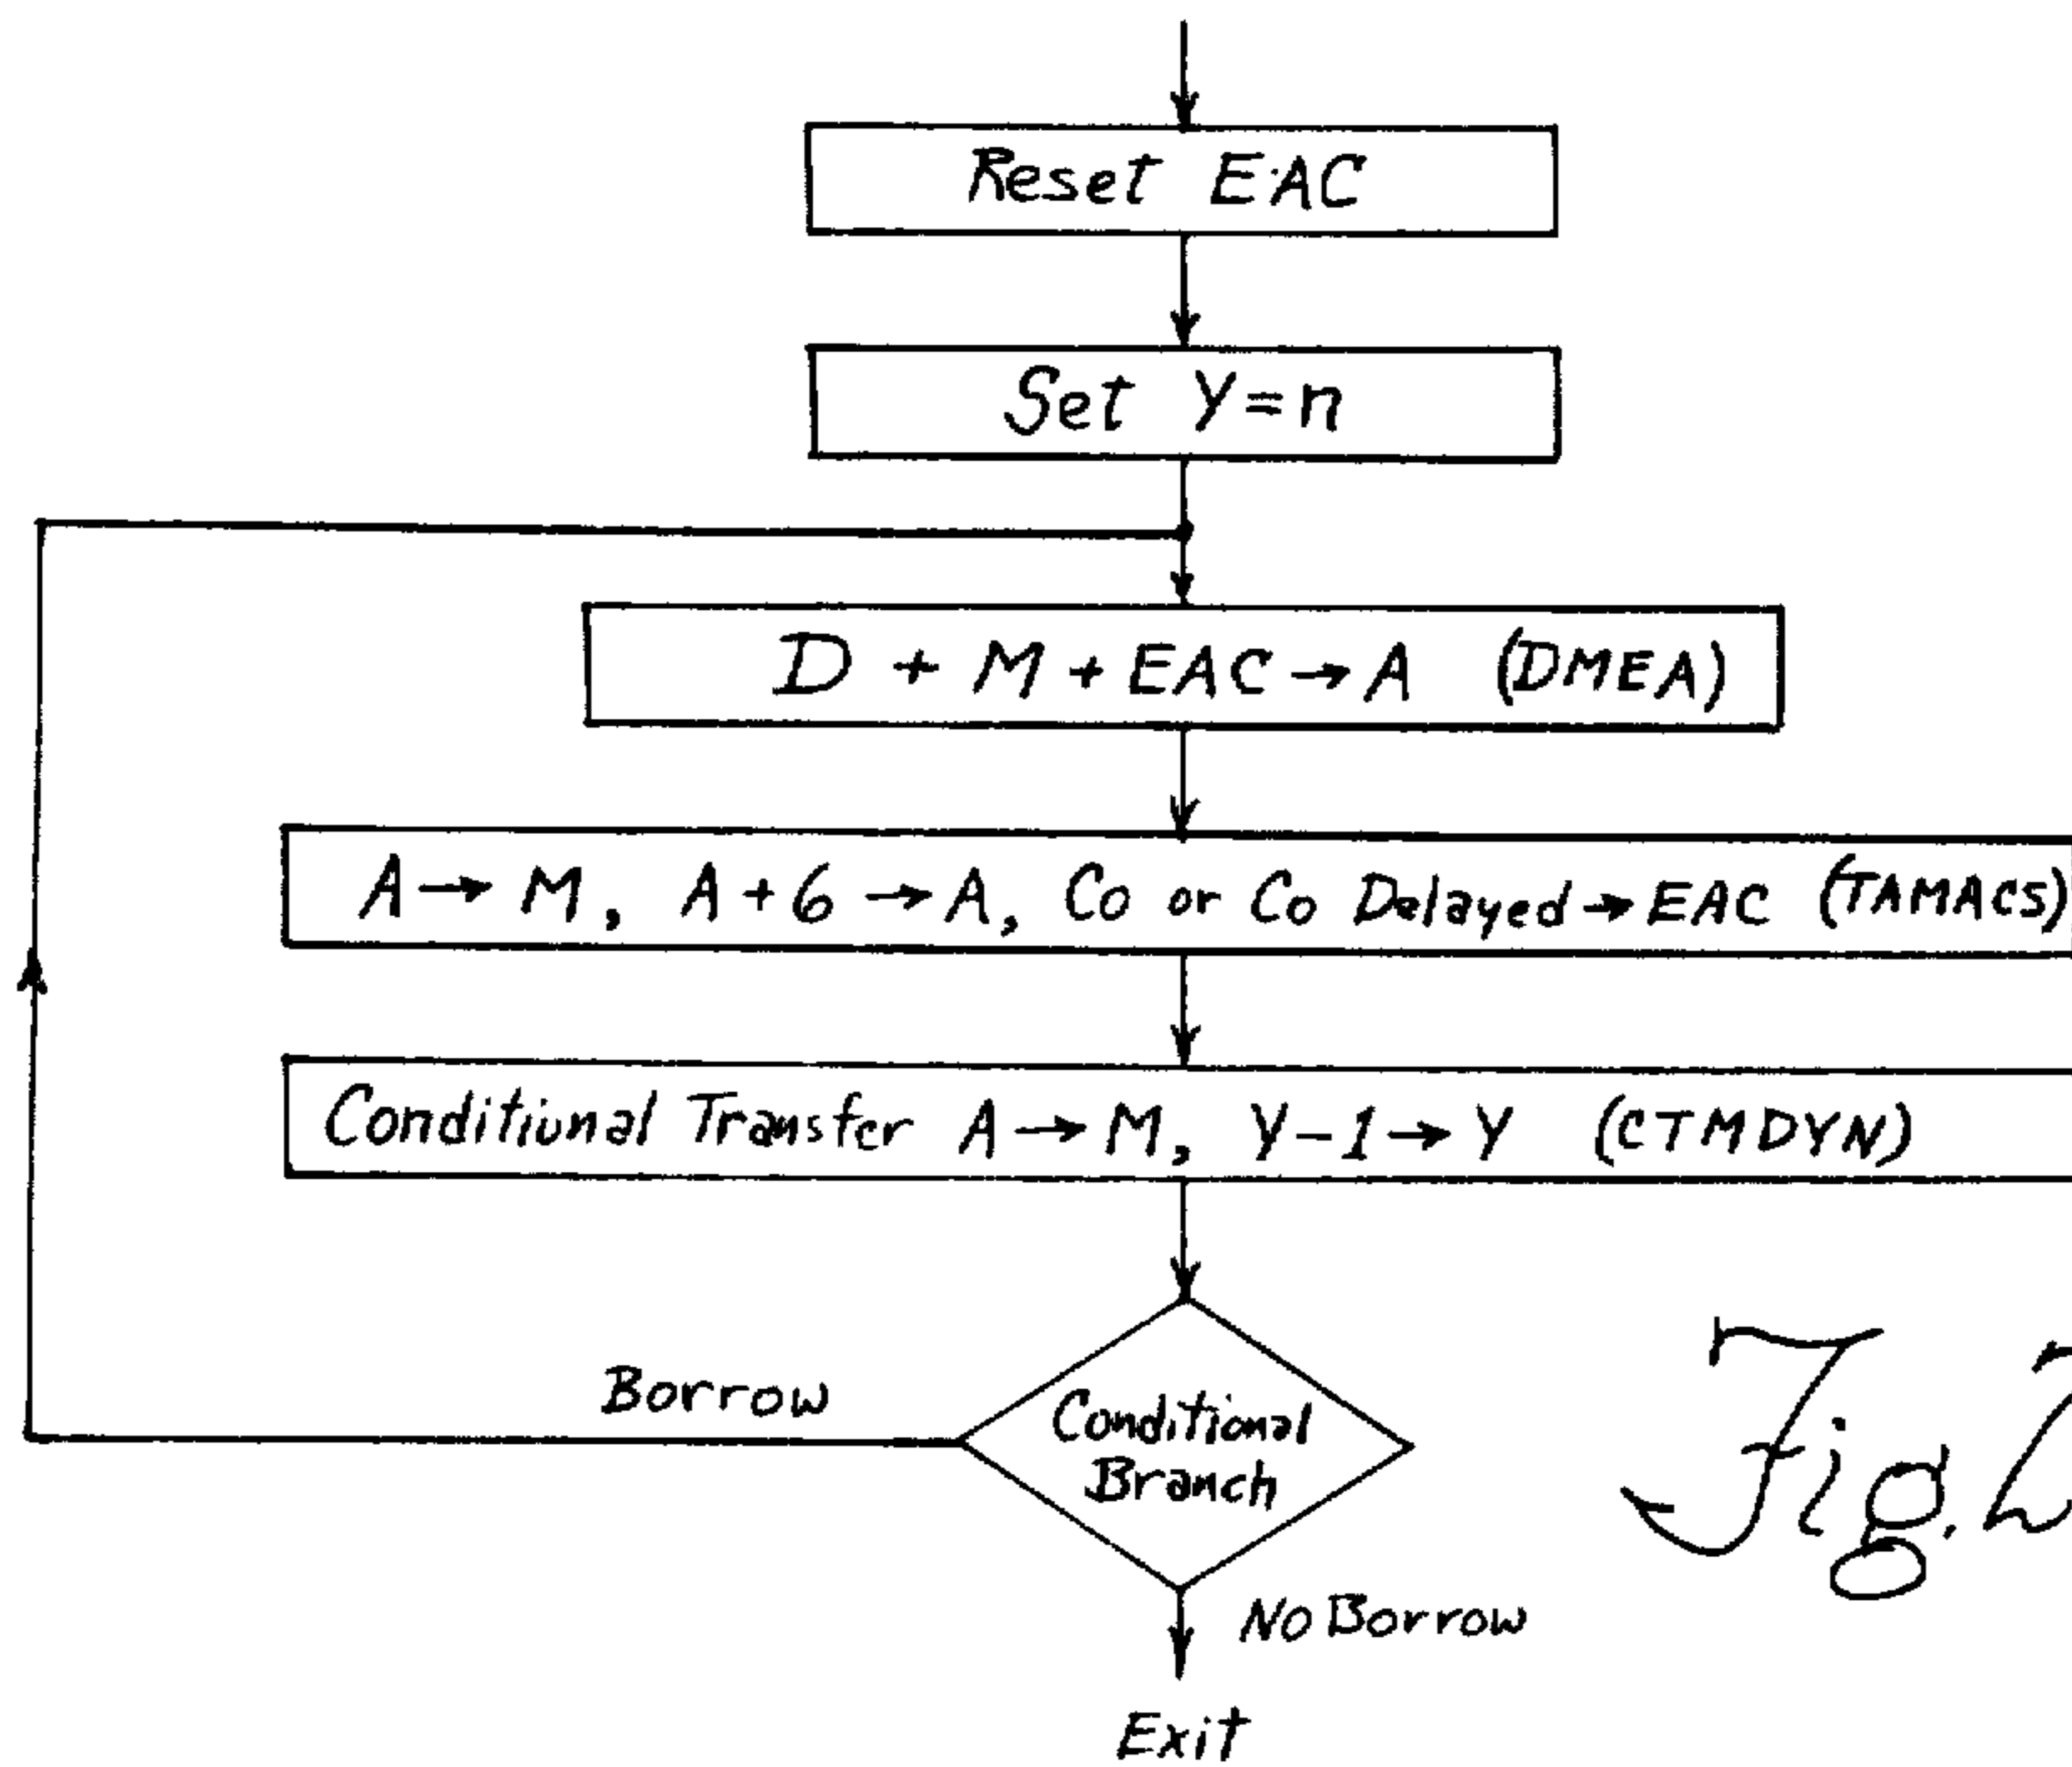 Reset EAC
Set Y=n
D + M + EAC → A (DMEA)
A → M, A + 6 → A, Co or Co Delayed → EAC (TAMACS)
Conditional Transfer A → M, Y - 1 → Y (CTMDYN)
Borrow
Conditional
Branch
Fig.
No Borrow
Exit